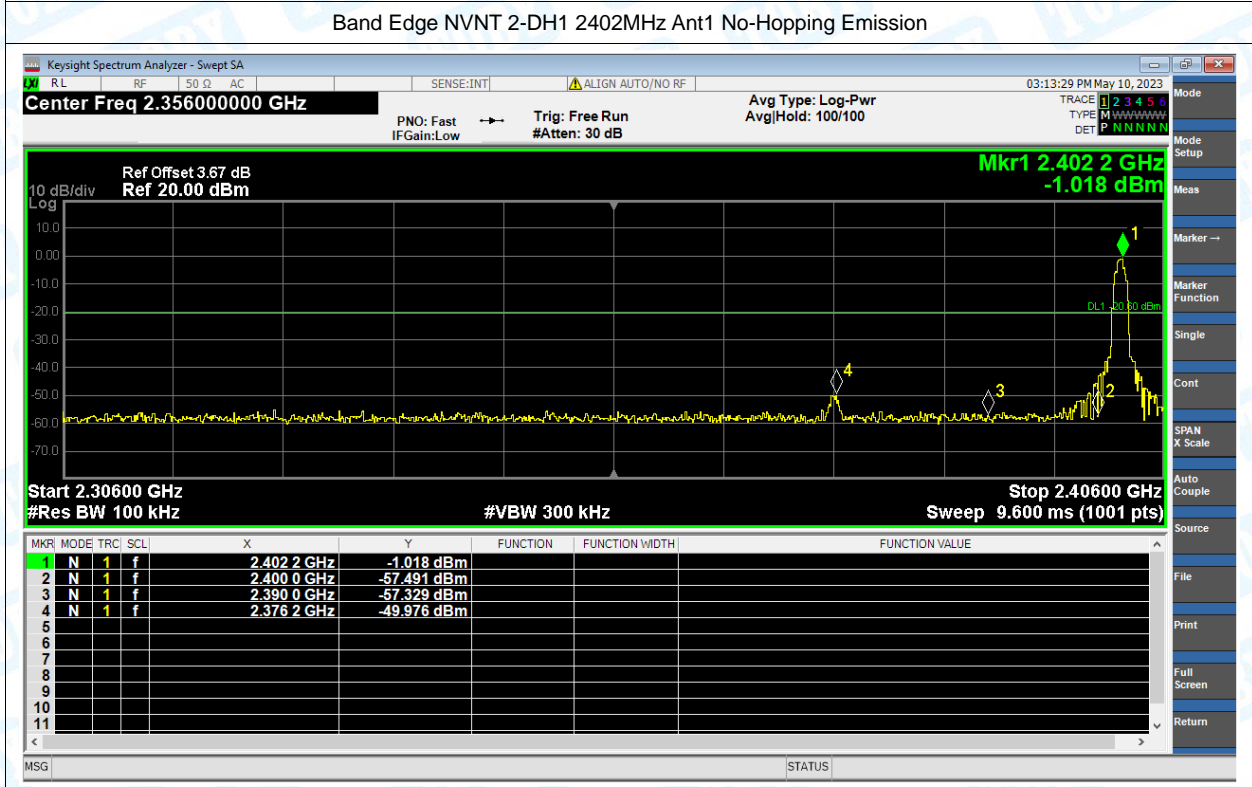 Band Edge NVNT 2-DH1 2402MHz Ant1 No-Hopping Emission
Keysight Spectrum Analyzer - Swept SA
LXI RL RF 50 Ω AC SENSE:INT ALIGN AUTO/NO RF 03:13:29 PM May 10, 2023
Center Freq 2.356000000 GHz
PNO: Fast
IFGain:Low
Trig: Free Run
#Atten: 30 dB
Avg Type: Log-Pwr
Avg|Hold: 100/100
TRACE 1 2 3 4 5 6
TYPE M WWWWW
DET P N N N N N
Ref Offset 3.67 dB
10 dB/div Ref 20.00 dBm
Log
Mkr1 2.402 2 GHz
-1.018 dBm
10.0
0.00
-10.0
-20.0
-30.0
-40.0
-50.0
-60.0
-70.0
1
DL1 -20.60 dBm
4
3
2
Start 2.30600 GHz Stop 2.40600 GHz
#Res BW 100 kHz #VBW 300 kHz Sweep 9.600 ms (1001 pts)
MKR MODE TRC SCL X Y FUNCTION FUNCTION WIDTH FUNCTION VALUE
1 N 1 f 2.402 2 GHz -1.018 dBm
2 N 1 f 2.400 0 GHz -57.491 dBm
3 N 1 f 2.390 0 GHz -57.329 dBm
4 N 1 f 2.376 2 GHz -49.976 dBm
5
6
7
8
9
10
11
MSG STATUS
Mode
Mode
Setup
Meas
Marker →
Marker
Function
Single
Cont
SPAN
X Scale
Auto
Couple
Source
File
Print
Full
Screen
Return